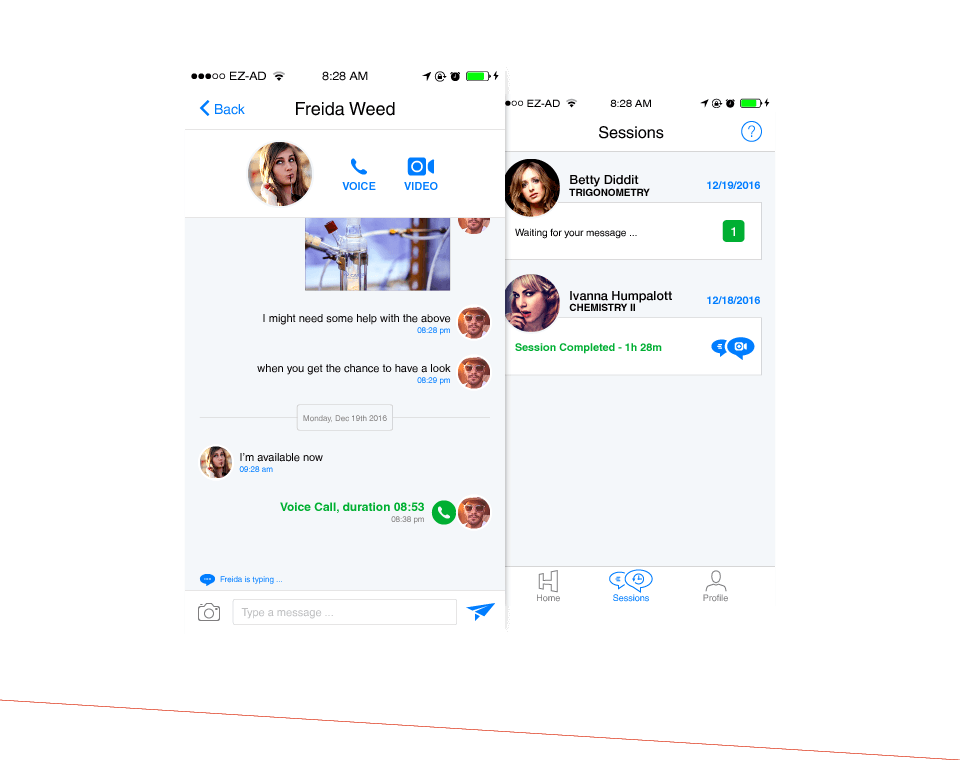 EZ-AD 8:28 AM
Back Freida Weed
VOICE VIDEO
I might need some help with the above
08:28 pm
when you get the chance to have a look
08:29 pm
Monday, Dec 19th 2016
I'm available now
09:28 am
Voice Call, duration 08:53
08:38 pm
Freida is typing ...
Type a message ...
EZ-AD 8:28 AM
Sessions ?
Betty Diddit
TRIGONOMETRY
12/19/2016
Waiting for your message ... 1
Ivanna Humpalott
CHEMISTRY II
12/18/2016
Session Completed - 1h 28m
Home Sessions Profile